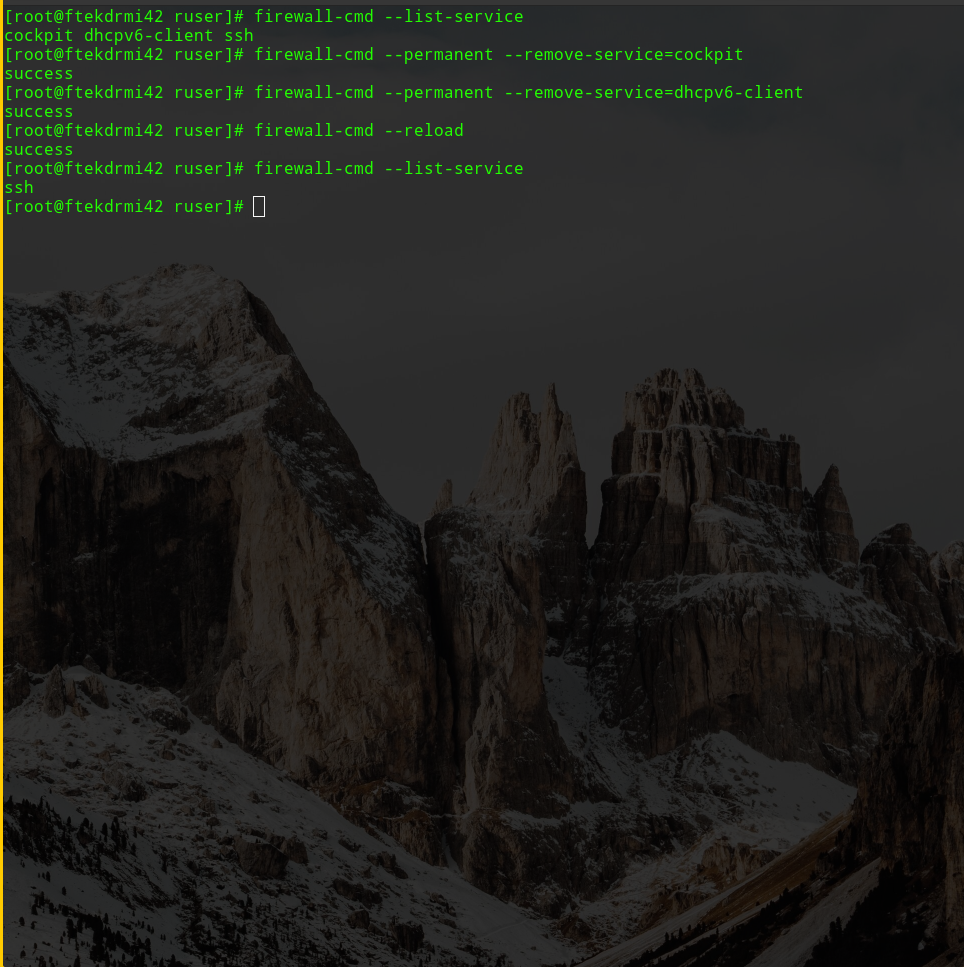 [root@ftekdrmi42 ruser]# firewall-cmd --list-service
cockpit dhcpv6-client ssh
[root@ftekdrmi42 ruser]# firewall-cmd --permanent --remove-service=cockpit
success
[root@ftekdrmi42 ruser]# firewall-cmd --permanent --remove-service=dhcpv6-client
success
[root@ftekdrmi42 ruser]# firewall-cmd --reload
success
[root@ftekdrmi42 ruser]# firewall-cmd --list-service
ssh
[root@ftekdrmi42 ruser]#